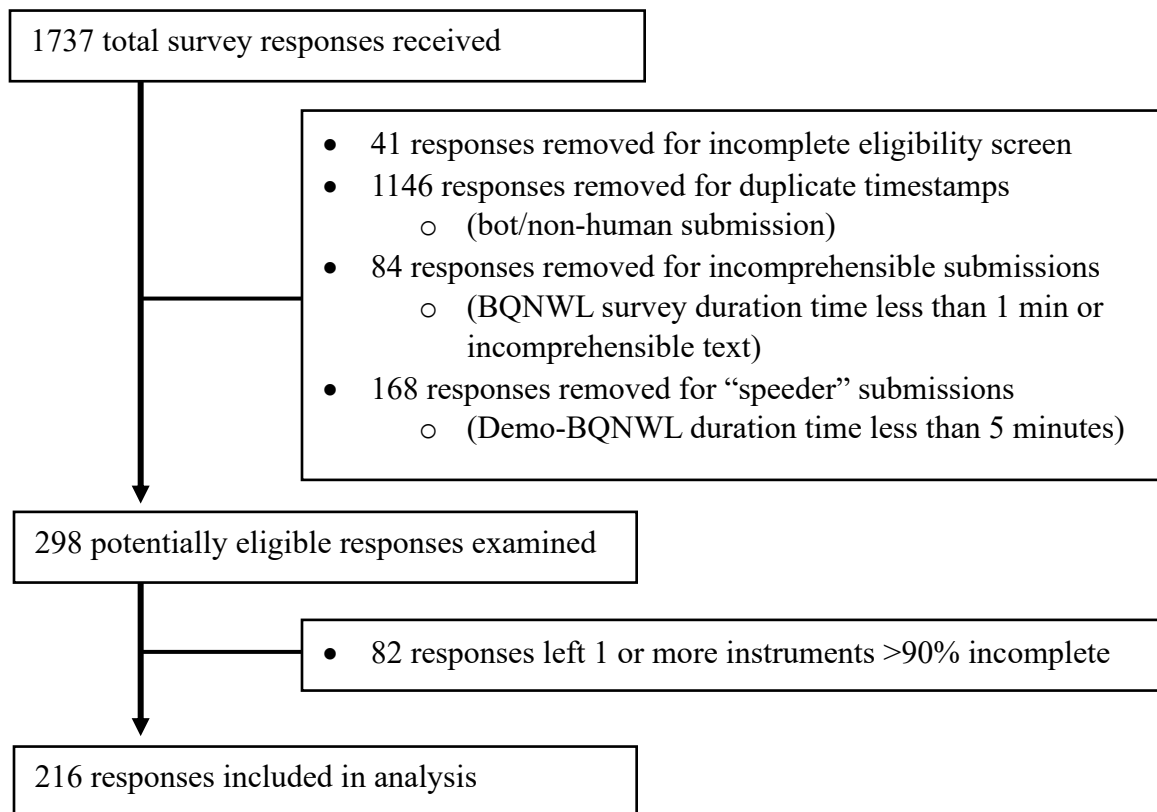 1737 total survey responses received
• 41 responses removed for incomplete eligibility screen
• 1146 responses removed for duplicate timestamps
o (bot/non-human submission)
• 84 responses removed for incomprehensible submissions
o (BQNWL survey duration time less than 1 min or
incomprehensible text)
• 168 responses removed for “speeder” submissions
o (Demo-BQNWL duration time less than 5 minutes)
298 potentially eligible responses examined
• 82 responses left 1 or more instruments >90% incomplete
216 responses included in analysis